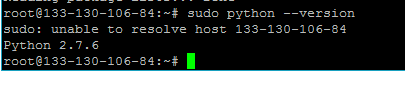 root@133-130-106-84:~# sudo python --version
sudo: unable to resolve host 133-130-106-84
Python 2.7.6
root@133-130-106-84:~#